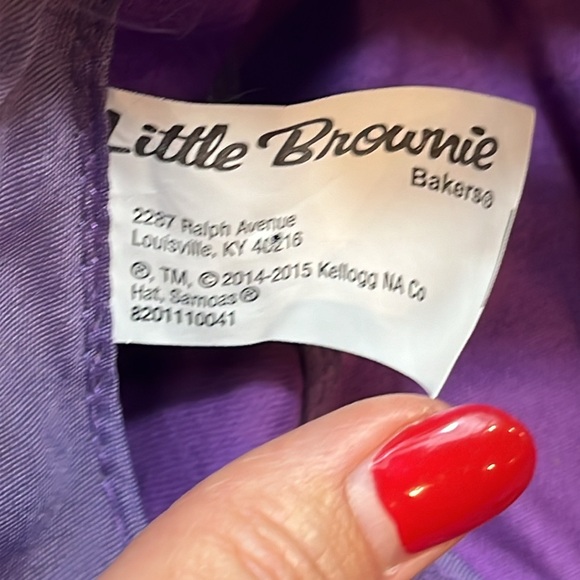 Little Brownie
Bakers®
2287 Ralph Avenue
Louisville, KY 40216
®, TM, © 2014-2015 Kellogg NA Co
Hat, Samoas®
8201110041